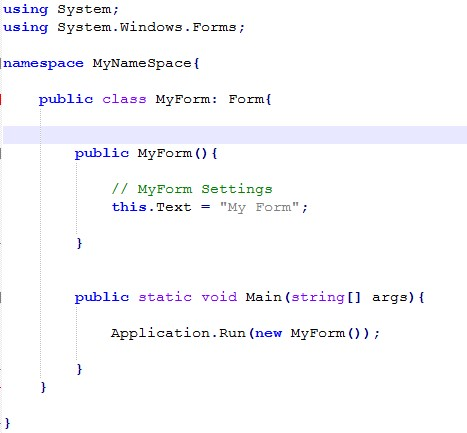 using System;
using System.Windows.Forms;
namespace MyNameSpace{
public class MyForm: Form{
public MyForm(){
// MyForm Settings
this.Text = "My Form";
}
public static void Main(string[] args){
Application.Run(new MyForm());
}
}
}